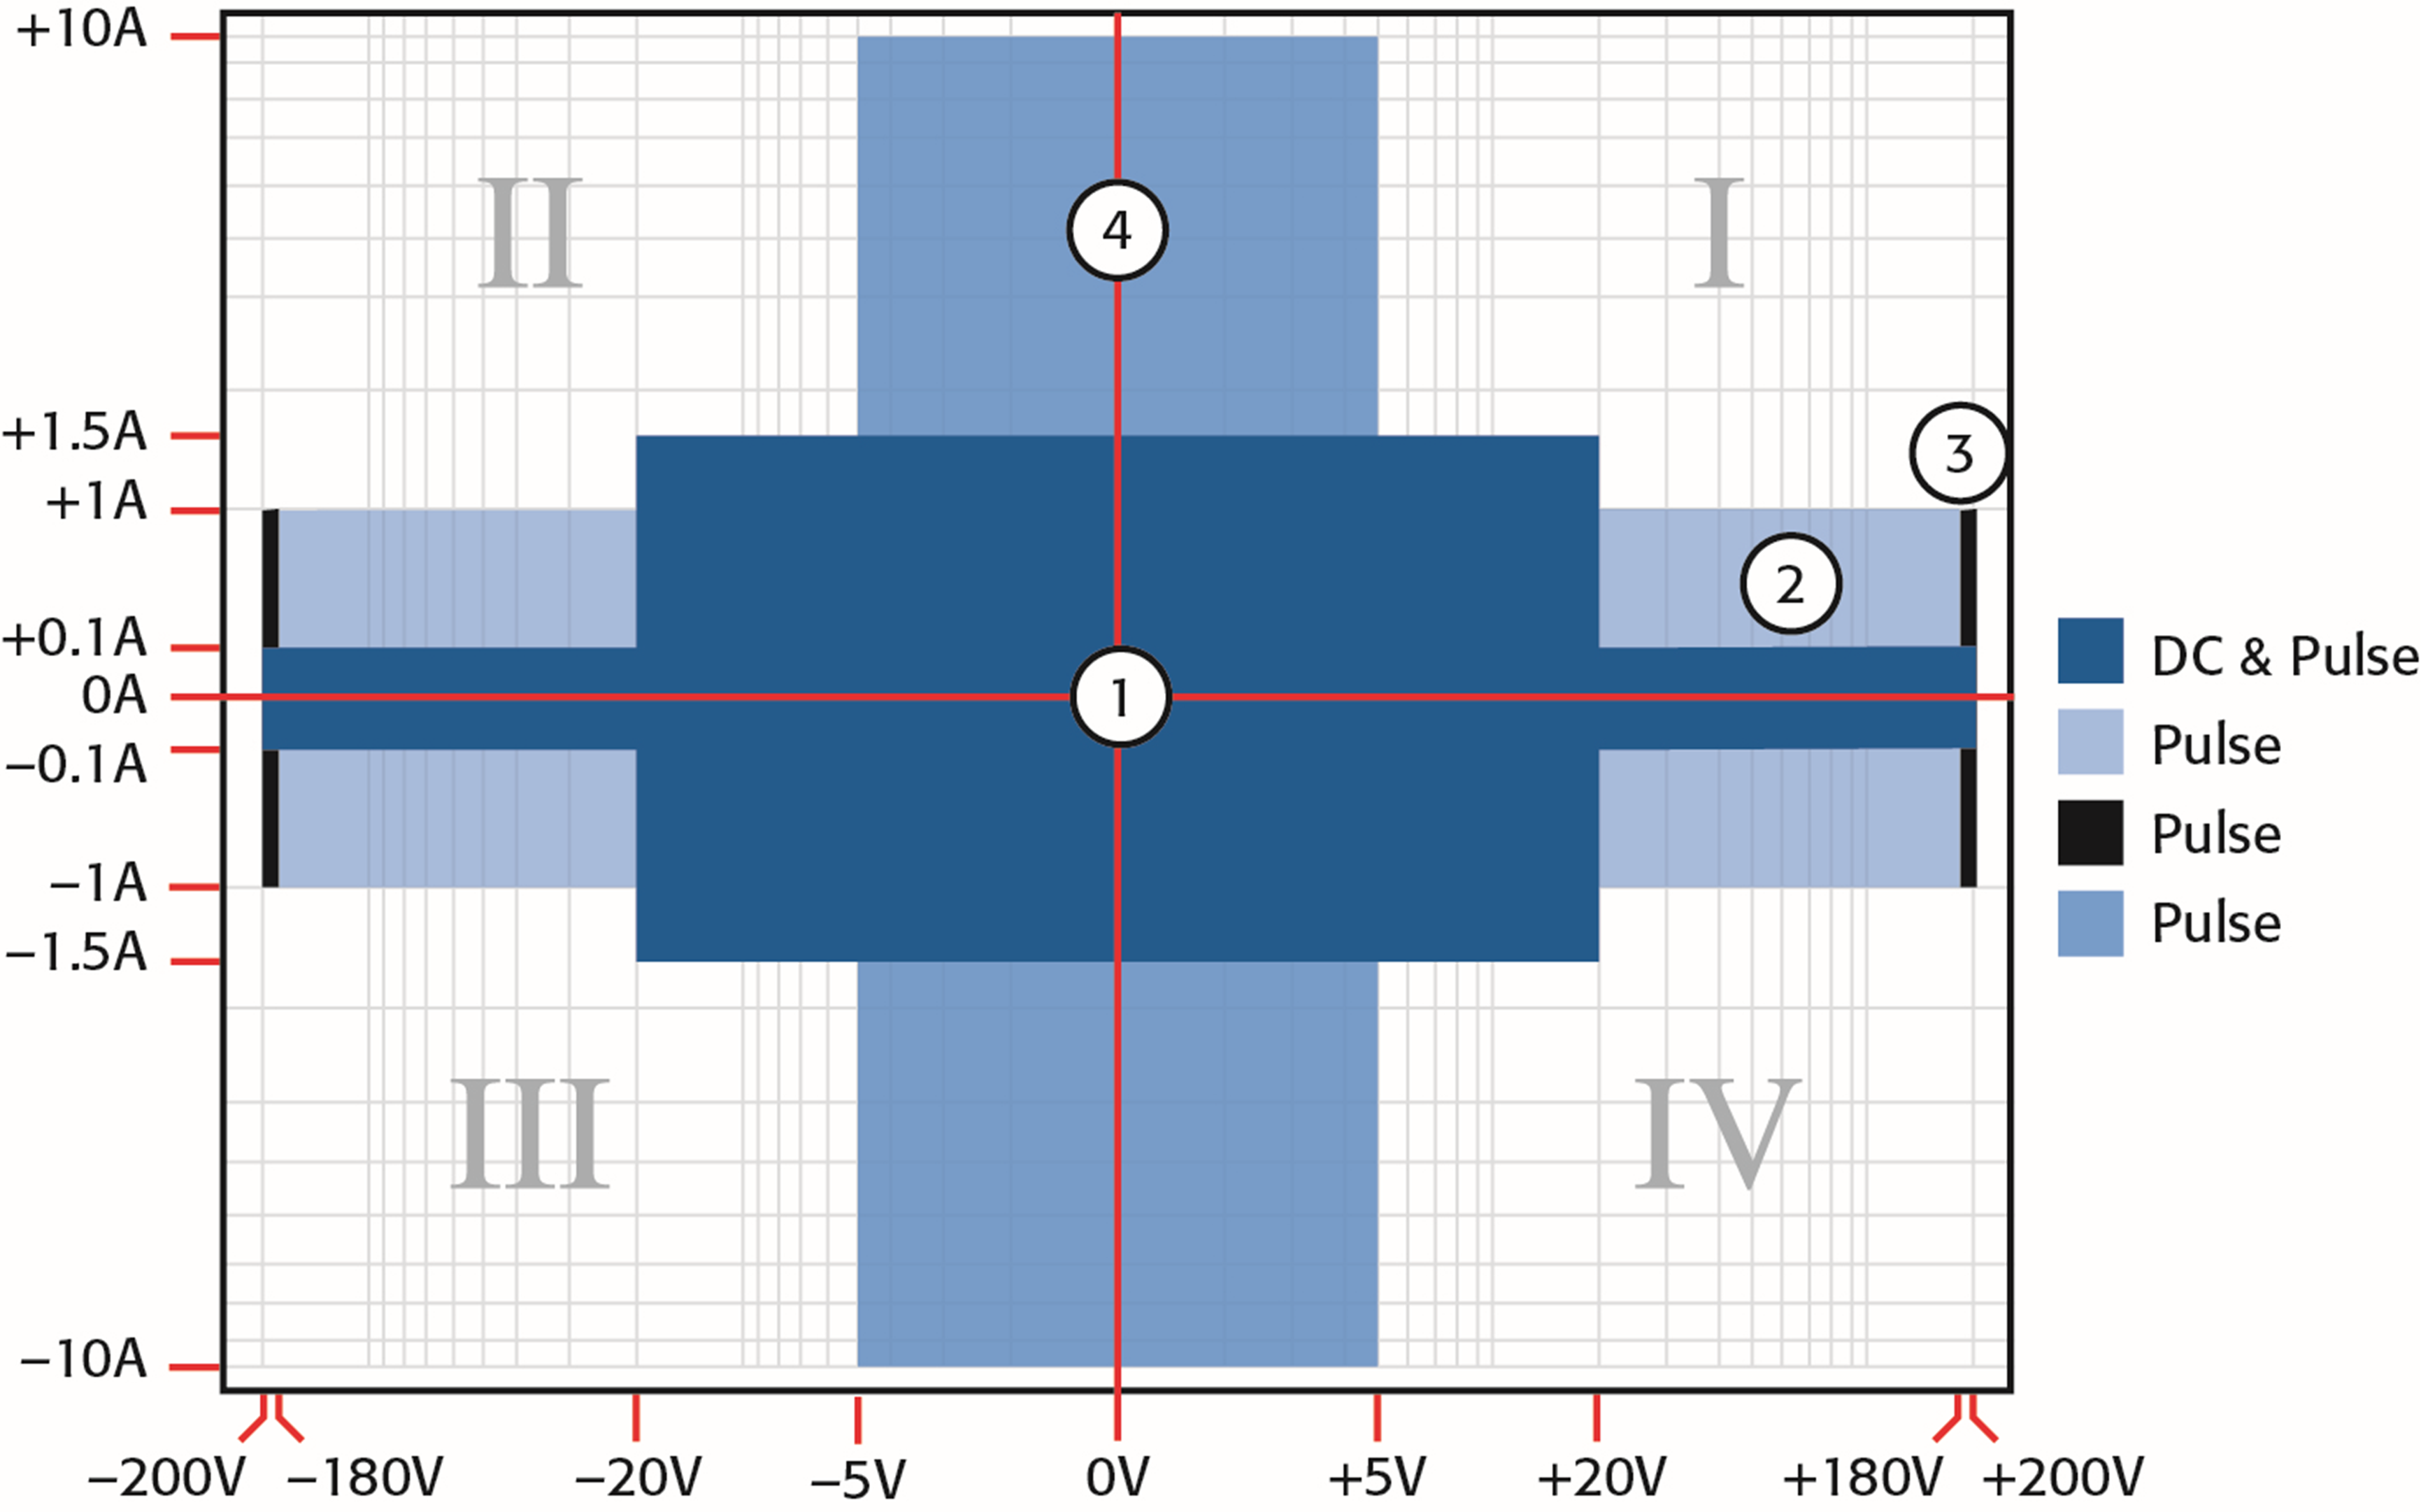 +10A
II
4
I
+1.5A
3
+1A
2
+0.1A
0A
1
–0.1A
–1A
–1.5A
III
IV
–10A
–200V –180V –20V –5V 0V +5V +20V +180V +200V
DC & Pulse
Pulse
Pulse
Pulse